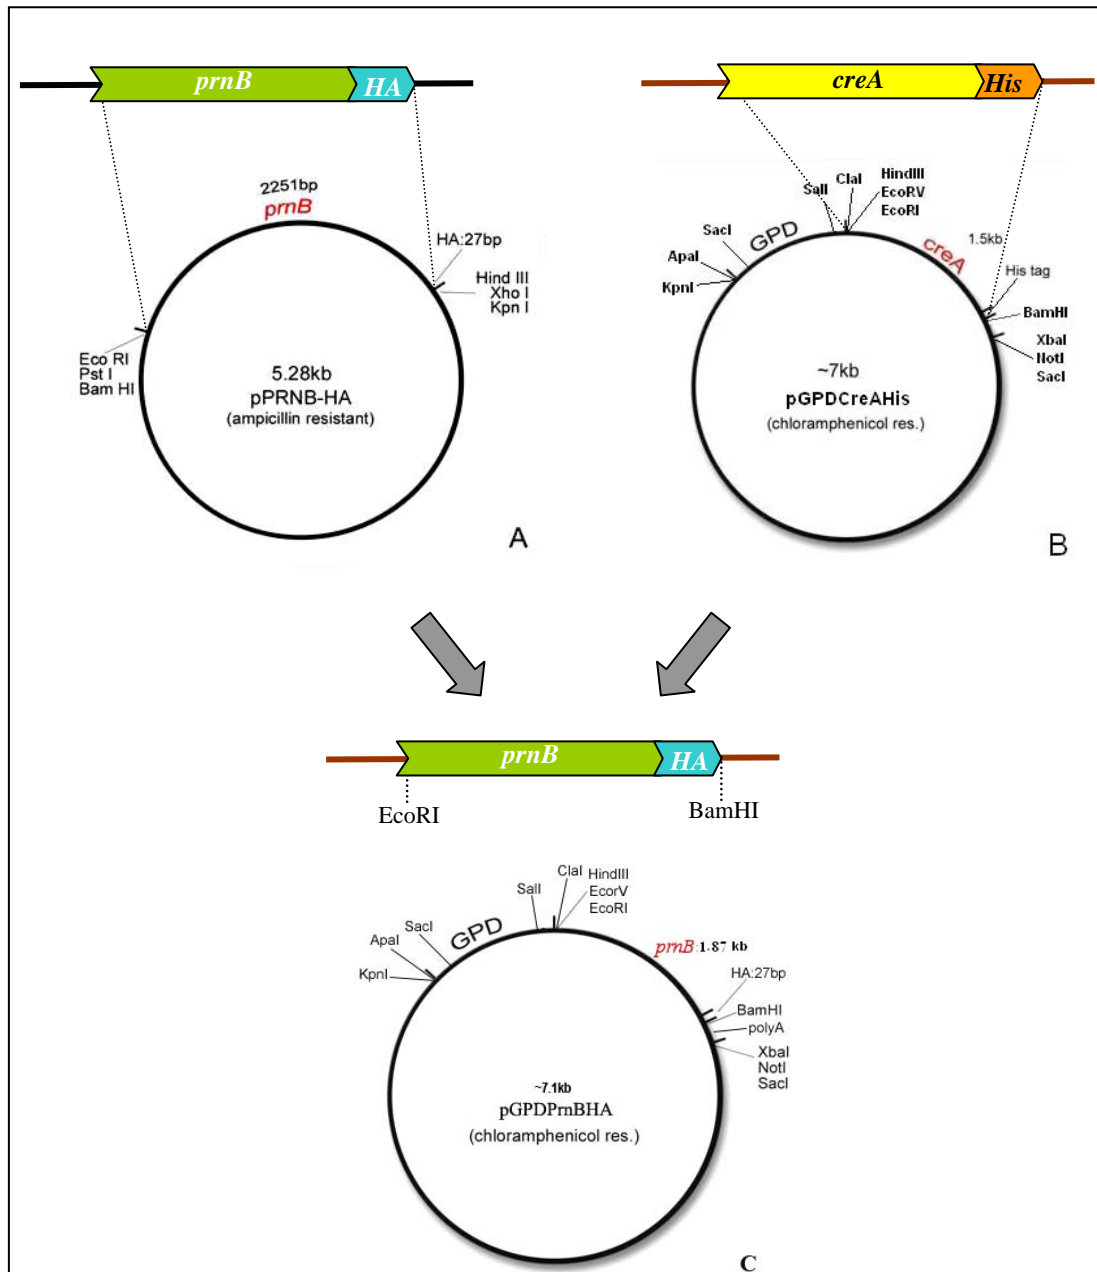 prnB HA
creA His
2251bp
prnB
HA:27bp
Hind III
Xho I
Kpn I
Eco RI
Pst I
Bam HI
5.28kb
pPRNB-HA
(ampicillin resistant)
A
SalI
ClaI
HindIII
EcoRV
EcoRI
GPD
SacI
ApaI
KpnI
creA
1.5kb
His tag
BamHI
XbaI
NotI
SacI
~7kb
pGPDCreAHis
(chloramphenicol res.)
B
prnB HA
EcoRI
BamHI
SalI
ClaI
HindIII
EcorV
EcoRI
GPD
SacI
ApaI
KpnI
prnB:1.87 kb
HA:27bp
BamHI
polyA
XbaI
NotI
SacI
~7.1kb
pGPDPrnBHA
(chloramphenicol res.)
C